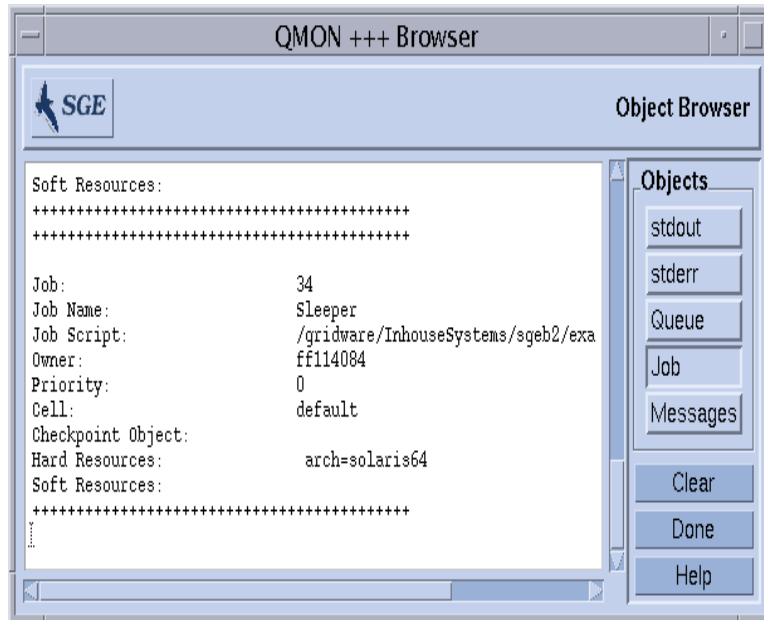 QMON +++ Browser
SGE
Object Browser
Soft Resources:
+++++++++++++++++++++++++++++++++++++++++++
+++++++++++++++++++++++++++++++++++++++++++
Job: 34
Job Name: Sleeper
Job Script: /gridware/InhouseSystems/sgeb2/exa
Owner: ff114084
Priority: 0
Cell: default
Checkpoint Object:
Hard Resources: arch=solaris64
Soft Resources:
+++++++++++++++++++++++++++++++++++++++++++
Objects
stdout
stderr
Queue
Job
Messages
Clear
Done
Help